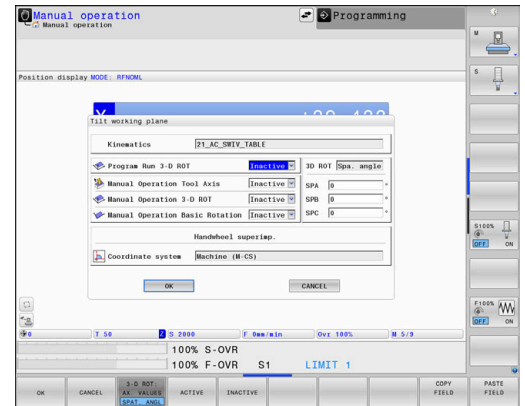 Manual operation
Manual operation
Programming
Position display MODE: RFNOML
Tilt working plane
Kinematics 21_AC_SWIV_TABLE
Program Run 3-D ROT Inactive
3D ROT Spa. angle
Manual Operation Tool Axis Inactive
SPA 0 °
Manual Operation 3-D ROT Inactive
SPB 0 °
Manual Operation Basic Rotation Inactive
SPC 0 °
Handwheel superimp.
Coordinate system Machine (M-CS)
OK
CANCEL
0 T 50 Z S 2000 F 0mm/min Ovr 100% M 5/9
100% S-OVR
100% F-OVR S1 LIMIT 1
M
S
S100%
OFF ON
F100%
OFF ON
OK
CANCEL
3-D ROT:
AX. VALUES
SPAT. ANGL
ACTIVE
INACTIVE
COPY
FIELD
PASTE
FIELD